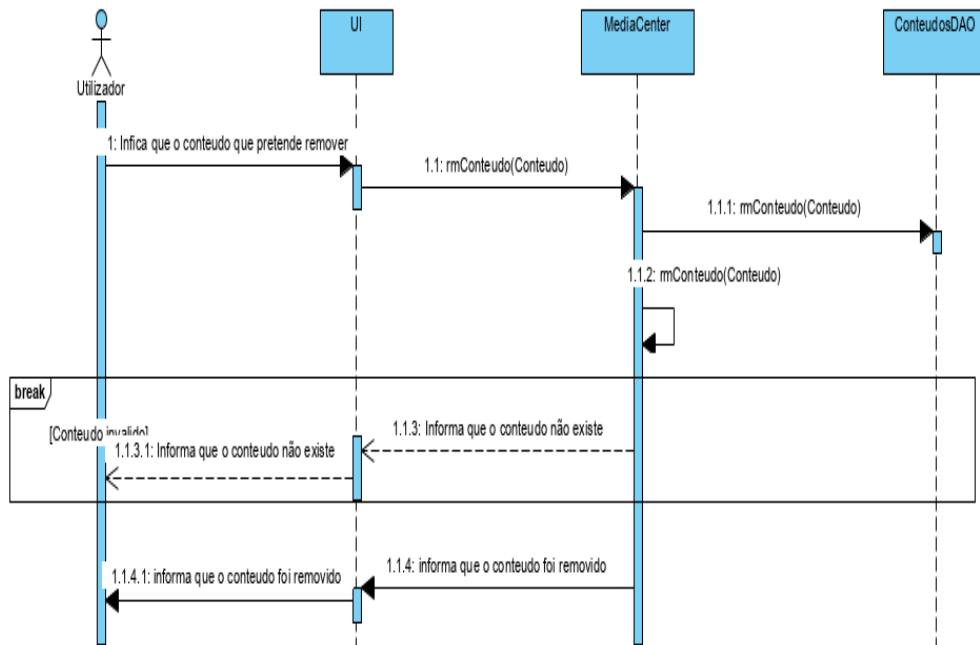 UI
MediaCenter
ConteudosDAO
Utilizador
1: Infica que o conteudo que pretende remover
1.1: rmConteudo(Conteudo)
1.1.1: rmConteudo(Conteudo)
1.1.2: rmConteudo(Conteudo)
break
[Conteudo invalido]
1.1.3: Informa que o conteudo não existe
1.1.3.1: Informa que o conteudo não existe
1.1.4: informa que o conteudo foi removido
1.1.4.1: informa que o conteudo foi removido